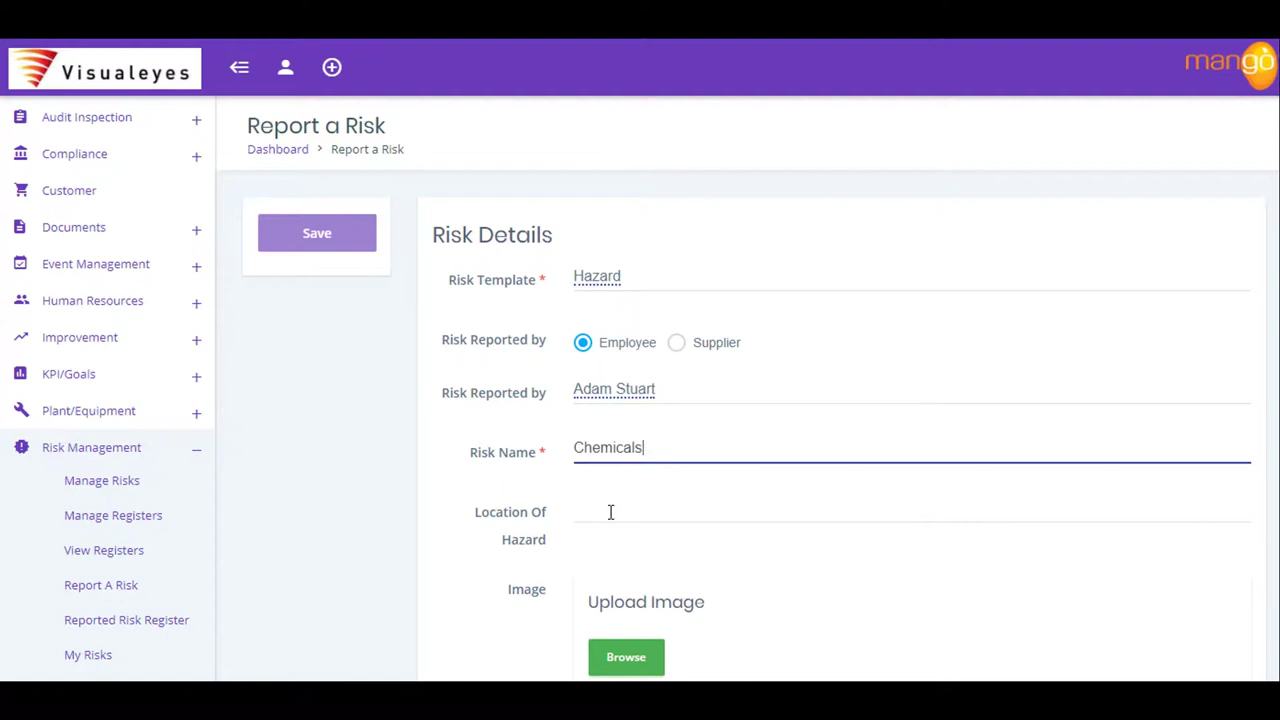 Visualeyes
mango
Audit Inspection
Compliance
Customer
Documents
Event Management
Human Resources
Improvement
KPI/Goals
Plant/Equipment
Risk Management
Manage Risks
Manage Registers
View Registers
Report A Risk
Reported Risk Register
My Risks
Report a Risk
Dashboard > Report a Risk
Save
Risk Details
Risk Template * Hazard
Risk Reported by Employee Supplier
Risk Reported by Adam Stuart
Risk Name * Chemicals
Location Of
Hazard
Image
Upload Image
Browse